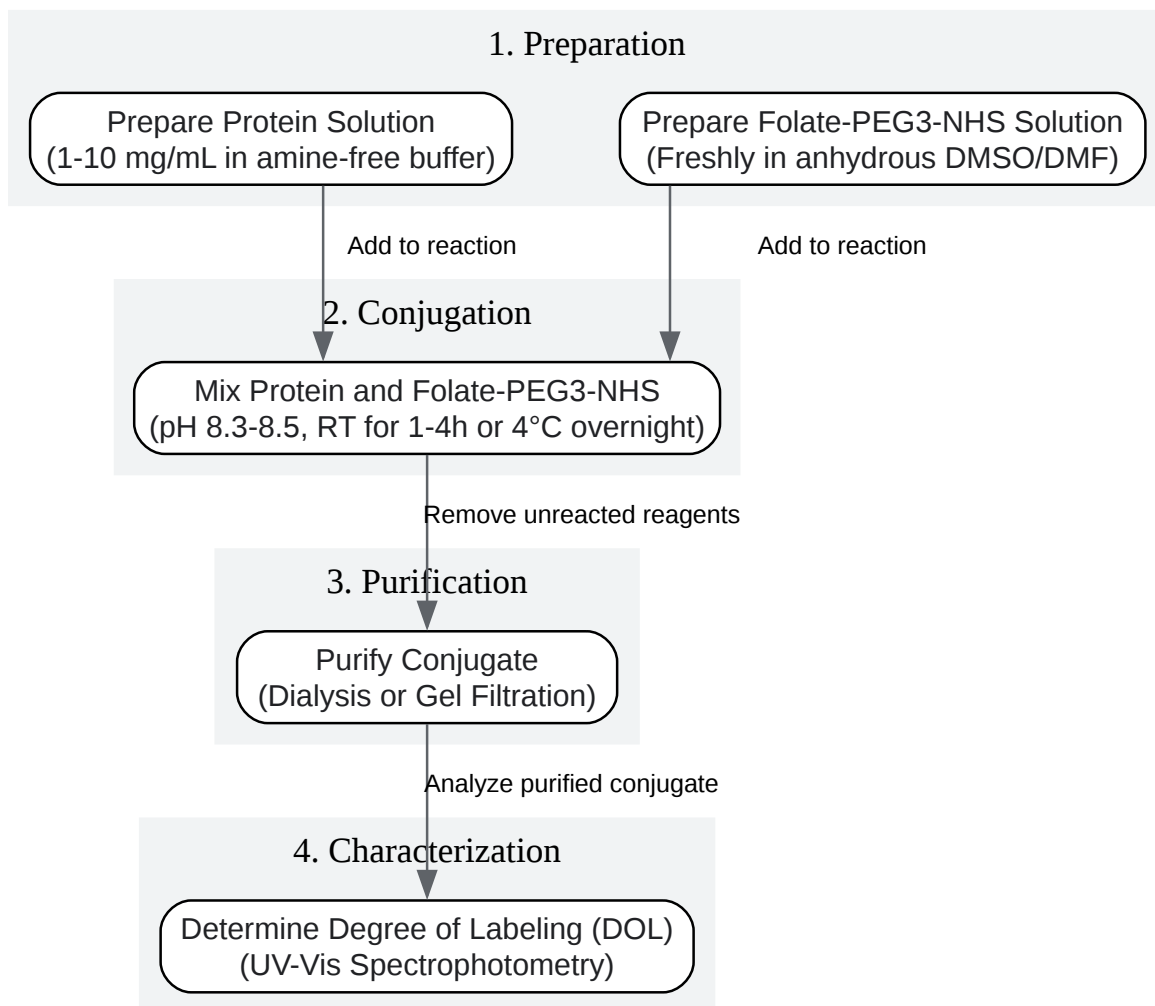 1. Preparation
Prepare Protein Solution
(1-10 mg/mL in amine-free buffer)
Prepare Folate-PEG3-NHS Solution
(Freshly in anhydrous DMSO/DMF)
Add to reaction
Add to reaction
2. Conjugation
Mix Protein and Folate-PEG3-NHS
(pH 8.3-8.5, RT for 1-4h or 4°C overnight)
Remove unreacted reagents
3. Purification
Purify Conjugate
(Dialysis or Gel Filtration)
Analyze purified conjugate
4. Characterization
Determine Degree of Labeling (DOL)
(UV-Vis Spectrophotometry)